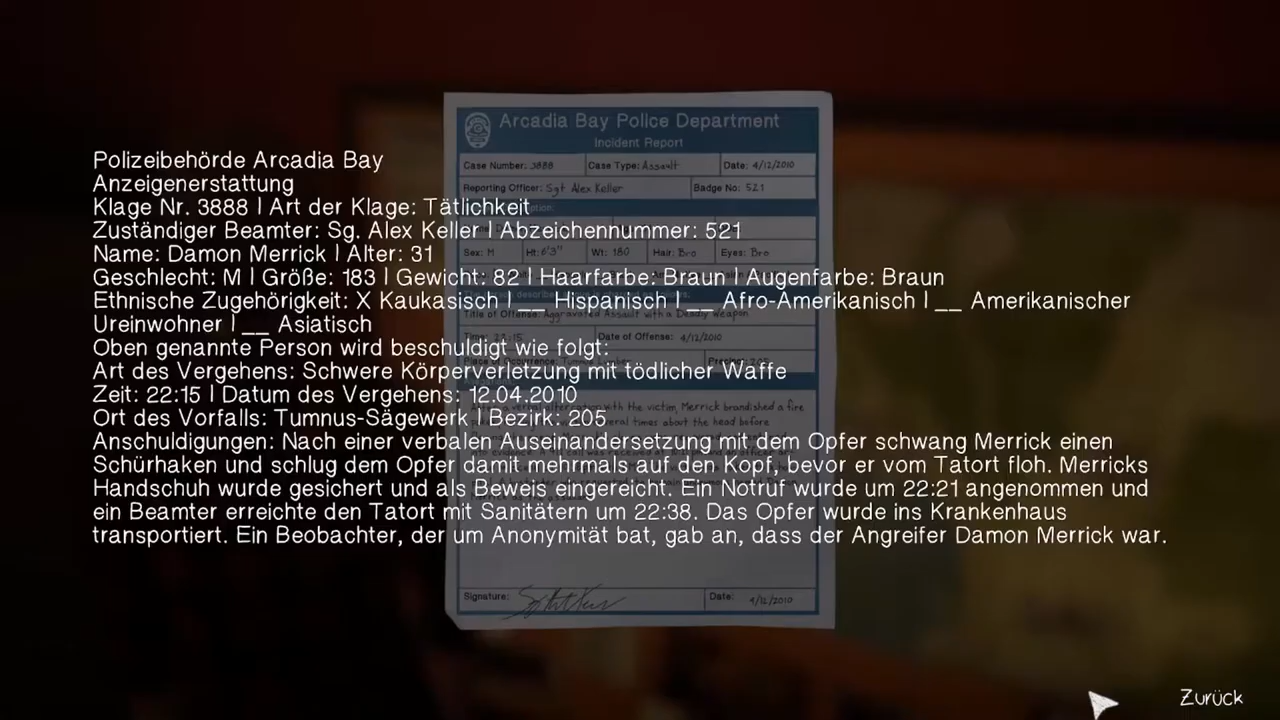 Arcadia Bay Police Department
Incident Report
Case Number: 3888 Case Type: Assault Date: 4/12/2010
Reporting Officer: Sgt Alex Keller Badge No: 521
Polizeibehörde Arcadia Bay
Anzeigenerstattung
Klage Nr. 3888 | Art der Klage: Tätlichkeit
Zuständiger Beamter: Sg. Alex Keller | Abzeichennummer: 521
Name: Damon Merrick | Alter: 31
Geschlecht: M | Größe: 183 | Gewicht: 82 | Haarfarbe: Braun | Augenfarbe: Braun
Ethnische Zugehörigkeit: X Kaukasisch | __ Hispanisch | __ Afro-Amerikanisch | __ Amerikanischer
Ureinwohner | __ Asiatisch
Oben genannte Person wird beschuldigt wie folgt:
Art des Vergehens: Schwere Körperverletzung mit tödlicher Waffe
Zeit: 22:15 | Datum des Vergehens: 12.04.2010
Ort des Vorfalls: Tumnus-Sägewerk | Bezirk: 205
Anschuldigungen: Nach einer verbalen Auseinandersetzung mit dem Opfer schwang Merrick einen
Schürhaken und schlug dem Opfer damit mehrmals auf den Kopf, bevor er vom Tatort floh. Merricks
Handschuh wurde gesichert und als Beweis eingereicht. Ein Notruf wurde um 22:21 angenommen und
ein Beamter erreichte den Tatort mit Sanitätern um 22:38. Das Opfer wurde ins Krankenhaus
transportiert. Ein Beobachter, der um Anonymität bat, gab an, dass der Angreifer Damon Merrick war.
Sex: M Ht: 6'3" Wt: 180 Hair: Bro Eyes: Bro
Title of Offense: Aggravated Assault with a Deadly Weapon
Date of Offense: 4/12/2010
Signature: Date: 4/12/2010
Zurück